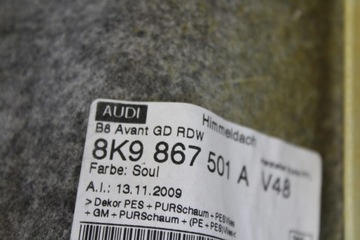 AUDI
Himmeldach
B8 Avant GD RDW
8K9 867 501 A V48
Farbe: Soul
A.I.: 13.11.2009
> Dekor PES + PURSchaum + PES
+ GM + PURSchaum + (PE + PES)